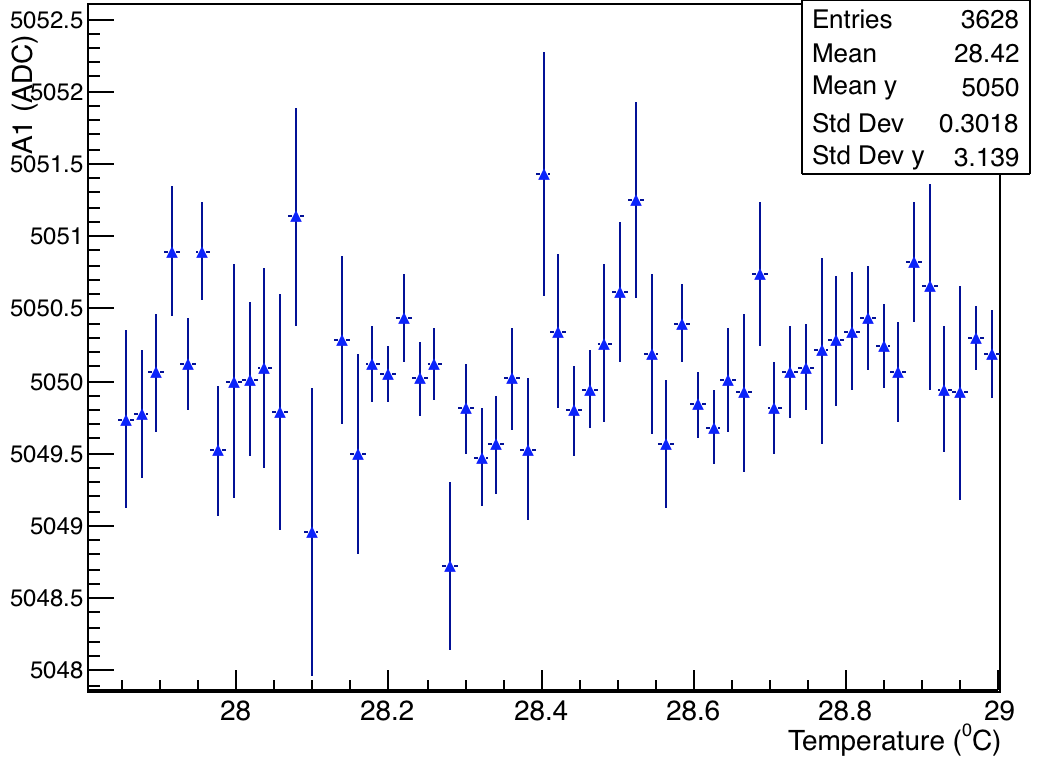 Entries 3628
Mean 28.42
Mean y 5050
Std Dev 0.3018
Std Dev y 3.139
A1 (ADC)
5052.5
5052
5051.5
5051
5050.5
5050
5049.5
5049
5048.5
5048
28 28.2 28.4 28.6 28.8 29
Temperature (⁰C)